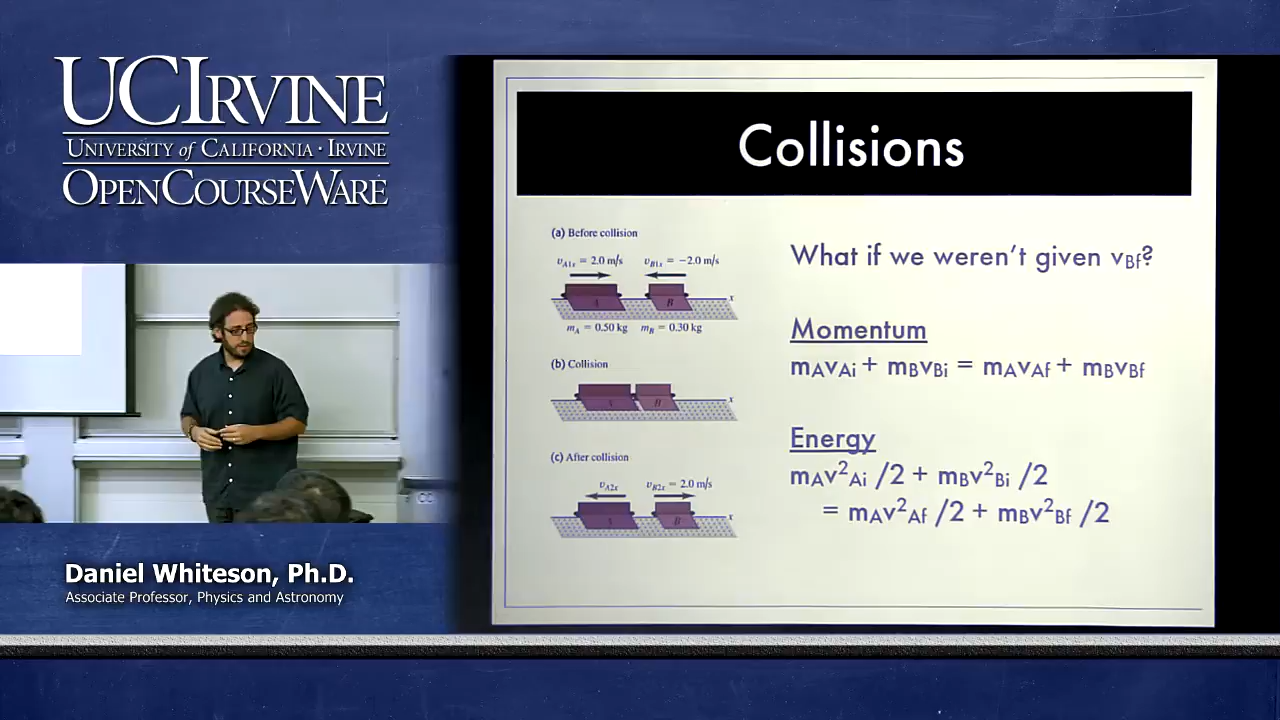 UCIRVINE
UNIVERSITY of CALIFORNIA · IRVINE
OPENCOURSEWARE
Daniel Whiteson, Ph.D.
Associate Professor, Physics and Astronomy
Collisions
(a) Before collision
vA1x = 2.0 m/s vB1x = −2.0 m/s
A B x
mA = 0.50 kg mB = 0.30 kg
(b) Collision
A B x
(c) After collision
vA2x vB2x = 2.0 m/s
A B x
What if we weren't given vBf?
Momentum
mAvAi + mBvBi = mAvAf + mBvBf
Energy
mAv²Ai /2 + mBv²Bi /2
= mAv²Af /2 + mBv²Bf /2